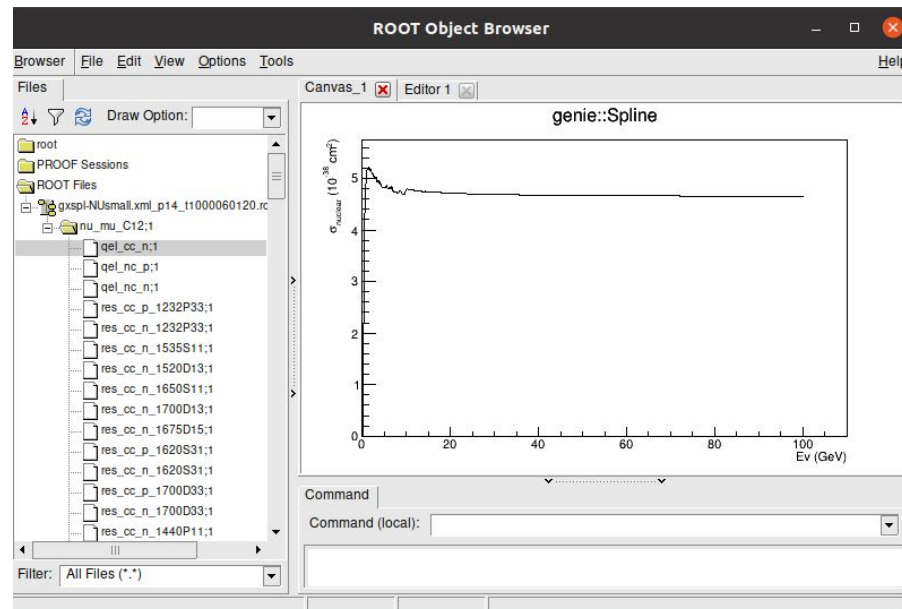 ROOT Object Browser
Browser File Edit View Options Tools
Help
Files
Draw Option:
root
PROOF Sessions
ROOT Files
gxspl-NUsmall.xml_p14_t1000060120.rc
nu_mu_C12;1
qel_cc_n;1
qel_nc_p;1
qel_nc_n;1
res_cc_p_1232P33;1
res_cc_n_1232P33;1
res_cc_n_1535S11;1
res_cc_n_1520D13;1
res_cc_n_1650S11;1
res_cc_n_1700D13;1
res_cc_n_1675D15;1
res_cc_p_1620S31;1
res_cc_n_1620S31;1
res_cc_p_1700D33;1
res_cc_n_1700D33;1
res_cc_n_1440P11;1
Filter: All Files (*.*)
Canvas_1 Editor 1
genie::Spline
σnuclear (10⁻³⁸ cm²)
5
4
3
2
1
0
0 20 40 60 80 100
Ev (GeV)
Command
Command (local):